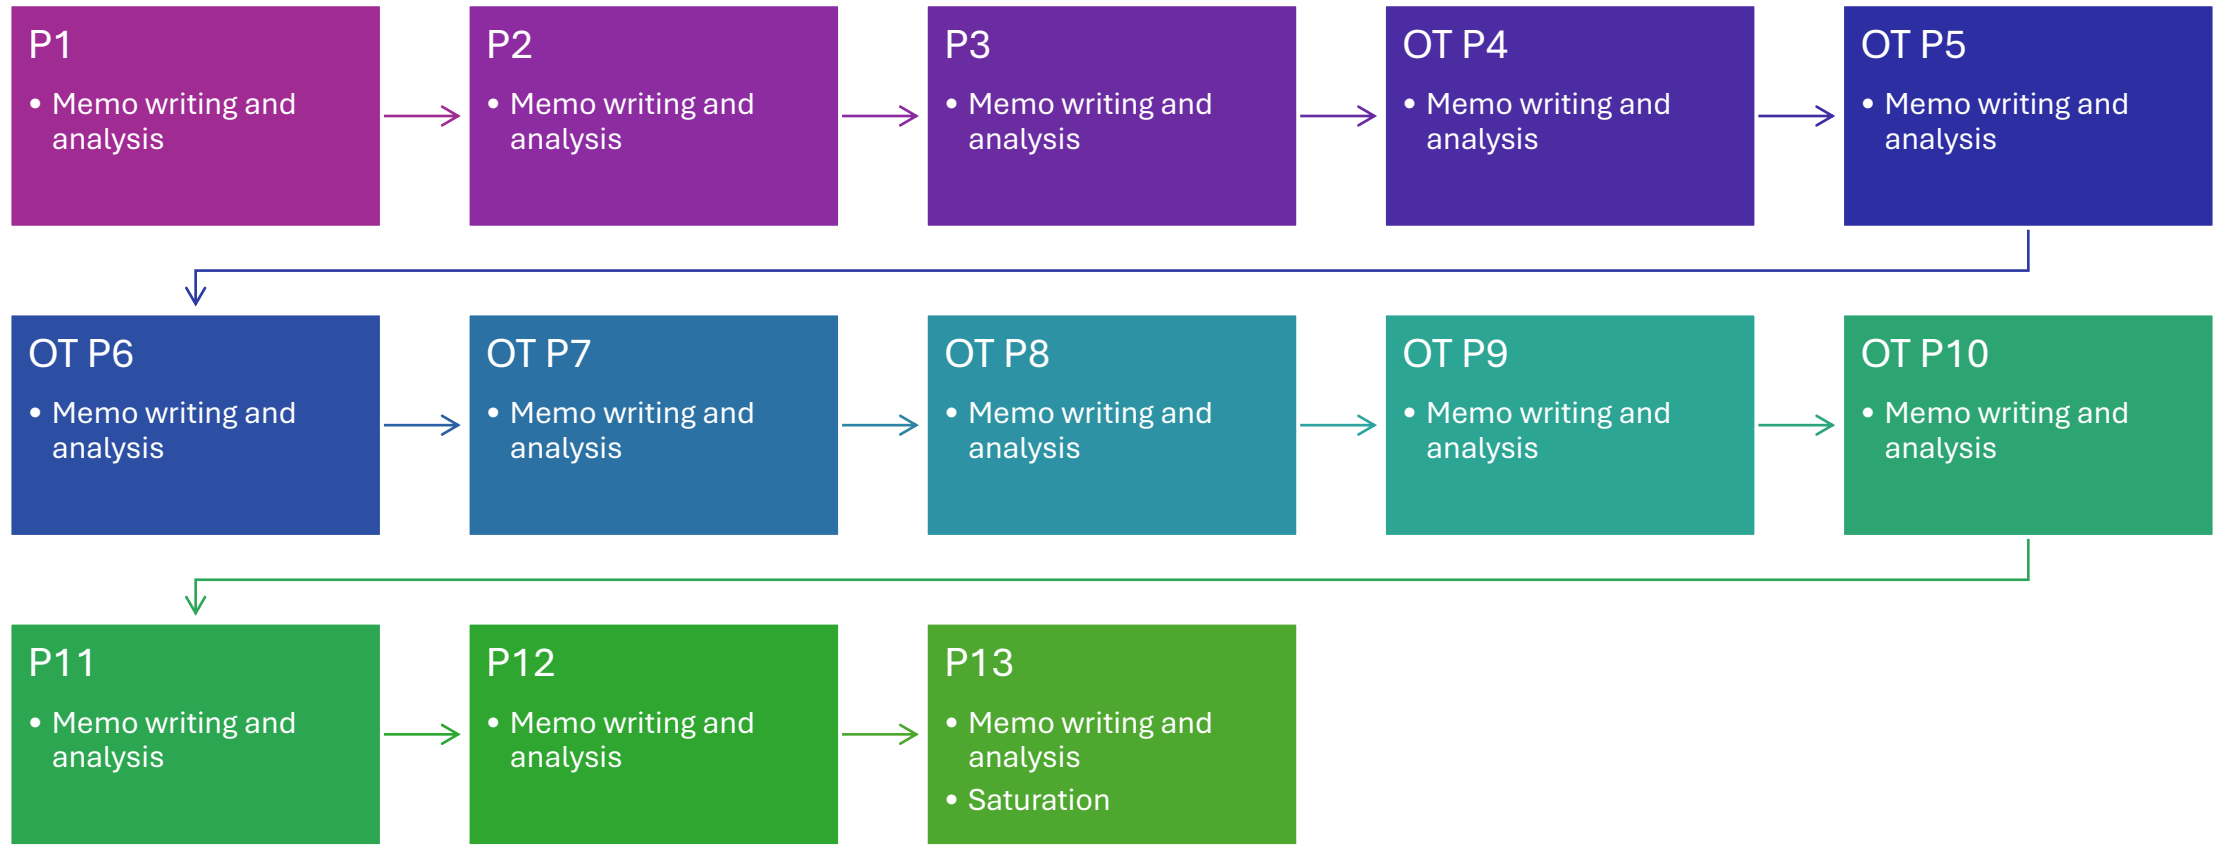 P1
• Memo writing and
analysis
P2
• Memo writing and
analysis
P3
• Memo writing and
analysis
OT P4
• Memo writing and
analysis
OT P5
• Memo writing and
analysis
OT P6
• Memo writing and
analysis
OT P7
• Memo writing and
analysis
OT P8
• Memo writing and
analysis
OT P9
• Memo writing and
analysis
OT P10
• Memo writing and
analysis
P11
• Memo writing and
analysis
P12
• Memo writing and
analysis
P13
• Memo writing and
analysis
• Saturation